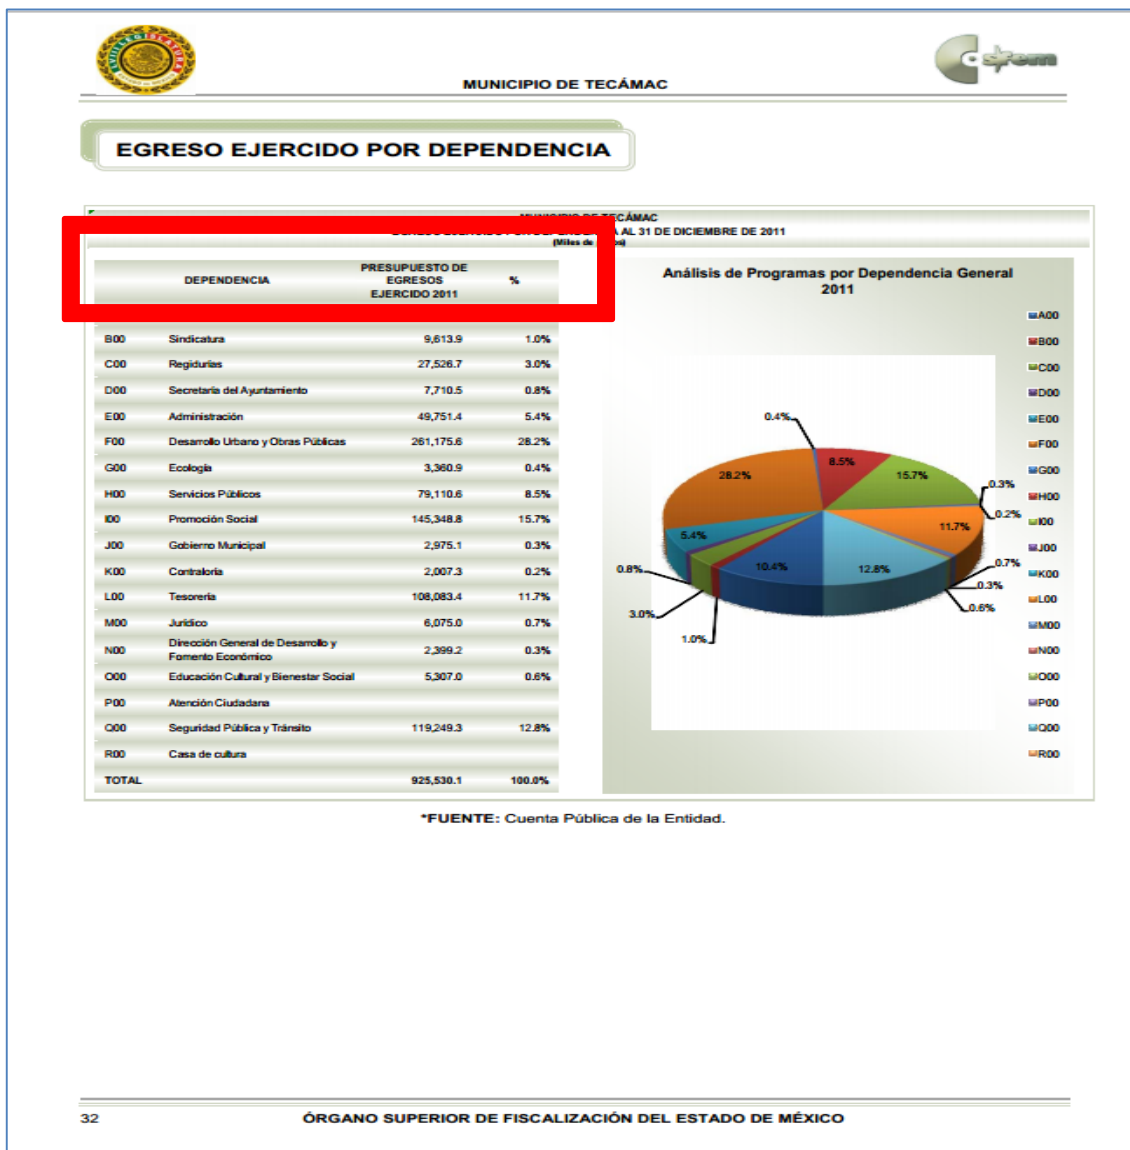 MUNICIPIO DE TECÁMAC
EGRESO EJERCIDO POR DEPENDENCIA
TECÁMAC
AL 31 DE DICIEMBRE DE 2011
(Miles de
DEPENDENCIA PRESUPUESTO DE EGRESOS EJERCIDO 2011 %
B00 Sindicatura 9,613.9 1.0%
C00 Regidurías 27,526.7 3.0%
D00 Secretaría del Ayuntamiento 7,710.5 0.8%
E00 Administración 49,751.4 5.4%
F00 Desarrollo Urbano y Obras Públicas 261,175.6 28.2%
G00 Ecología 3,360.9 0.4%
H00 Servicios Públicos 79,110.6 8.5%
I00 Promoción Social 145,348.8 15.7%
J00 Gobierno Municipal 2,975.1 0.3%
K00 Contraloría 2,007.3 0.2%
L00 Tesorería 108,083.4 11.7%
M00 Jurídico 6,075.0 0.7%
N00 Dirección General de Desarrollo y Fomento Económico 2,399.2 0.3%
O00 Educación Cultural y Bienestar Social 5,307.0 0.6%
P00 Atención Ciudadana
Q00 Seguridad Pública y Tránsito 119,249.3 12.8%
R00 Casa de cultura
TOTAL 925,530.1 100.0%
Análisis de Programas por Dependencia General
2011
0.4%
8.5%
15.7%
28.2%
0.3%
0.2%
11.7%
5.4%
0.8%
10.4%
12.8%
0.7%
0.3%
0.6%
3.0%
1.0%
A00
B00
C00
D00
E00
F00
G00
H00
I00
J00
K00
L00
M00
N00
O00
P00
Q00
R00
*FUENTE: Cuenta Pública de la Entidad.
32 ÓRGANO SUPERIOR DE FISCALIZACIÓN DEL ESTADO DE MÉXICO